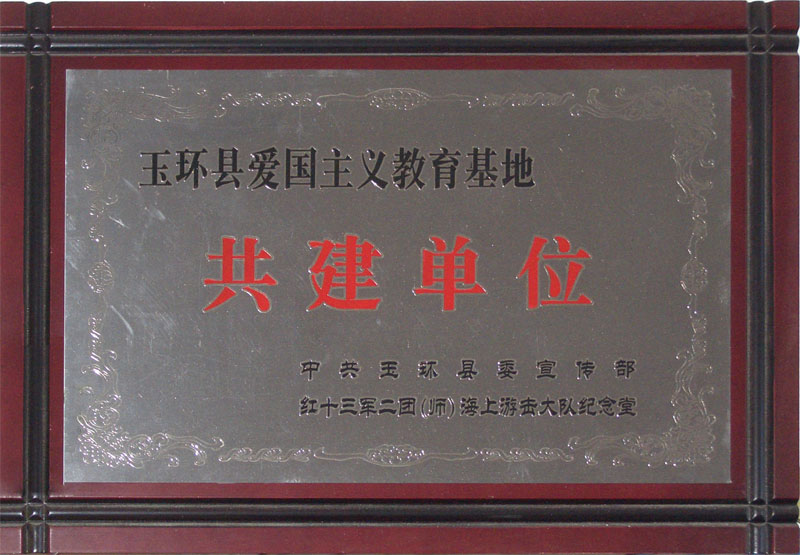 玉环县爱国主义教育基地
共建单位
中共玉环县委宣传部
红十三军二团(师)海上游击大队纪念堂